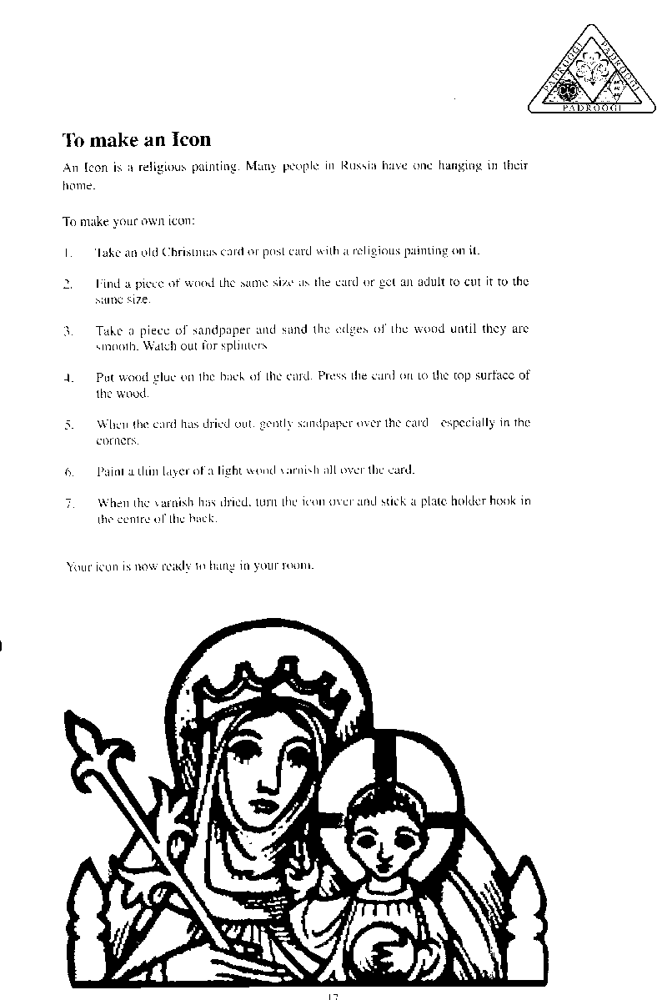 PADROOGI PADROOGI
PADROOGI
To make an Icon
An Icon is a religious painting. Many people in Russia have one hanging in their
home.
To make your own icon:
1. Take an old Christmas card or post card with a religious painting on it.
2. Find a piece of wood the same size as the card or get an adult to cut it to the
same size.
3. Take a piece of sandpaper and sand the edges of the wood until they are
smooth. Watch out for splinters
4. Put wood glue on the back of the card. Press the card on to the top surface of
the wood.
5. When the card has dried out, gently sandpaper over the card especially in the
corners.
6. Paint a thin layer of a light wood varnish all over the card.
7. When the varnish has dried, turn the icon over and stick a plate holder hook in
the centre of the back.
Your icon is now ready to hang in your room.
17